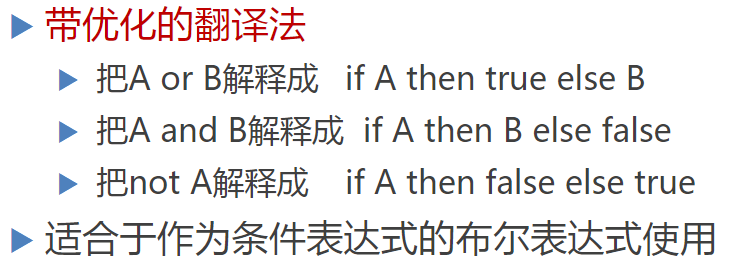 带优化的翻译法
把A or B解释成 if A then true else B
把A and B解释成 if A then B else false
把not A解释成 if A then false else true
适合于作为条件表达式的布尔表达式使用